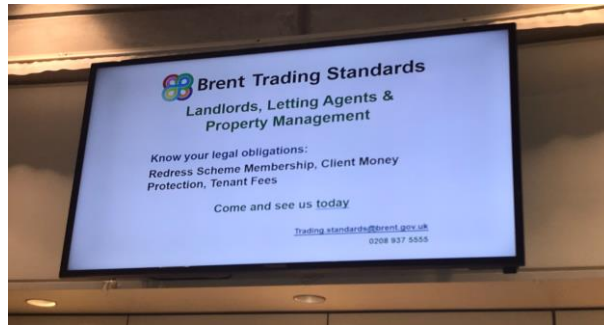 Brent Trading Standards
Landlords, Letting Agents &
Property Management
Know your legal obligations:
Redress Scheme Membership, Client Money
Protection, Tenant Fees
Come and see us today
Trading.standards@brent.gov.uk
0208 937 5555